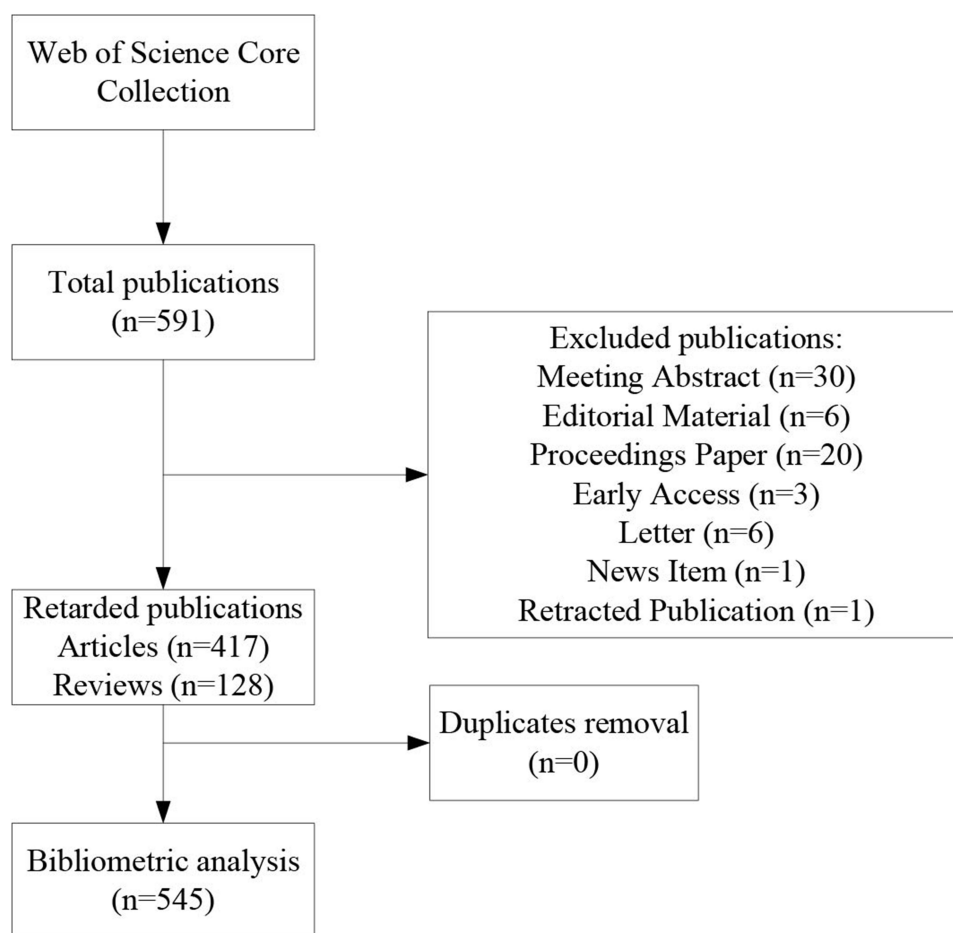 Web of Science Core
Collection
Total publications
(n=591)
Excluded publications:
Meeting Abstract (n=30)
Editorial Material (n=6)
Proceedings Paper (n=20)
Early Access (n=3)
Letter (n=6)
News Item (n=1)
Retracted Publication (n=1)
Retarded publications
Articles (n=417)
Reviews (n=128)
Duplicates removal
(n=0)
Bibliometric analysis
(n=545)